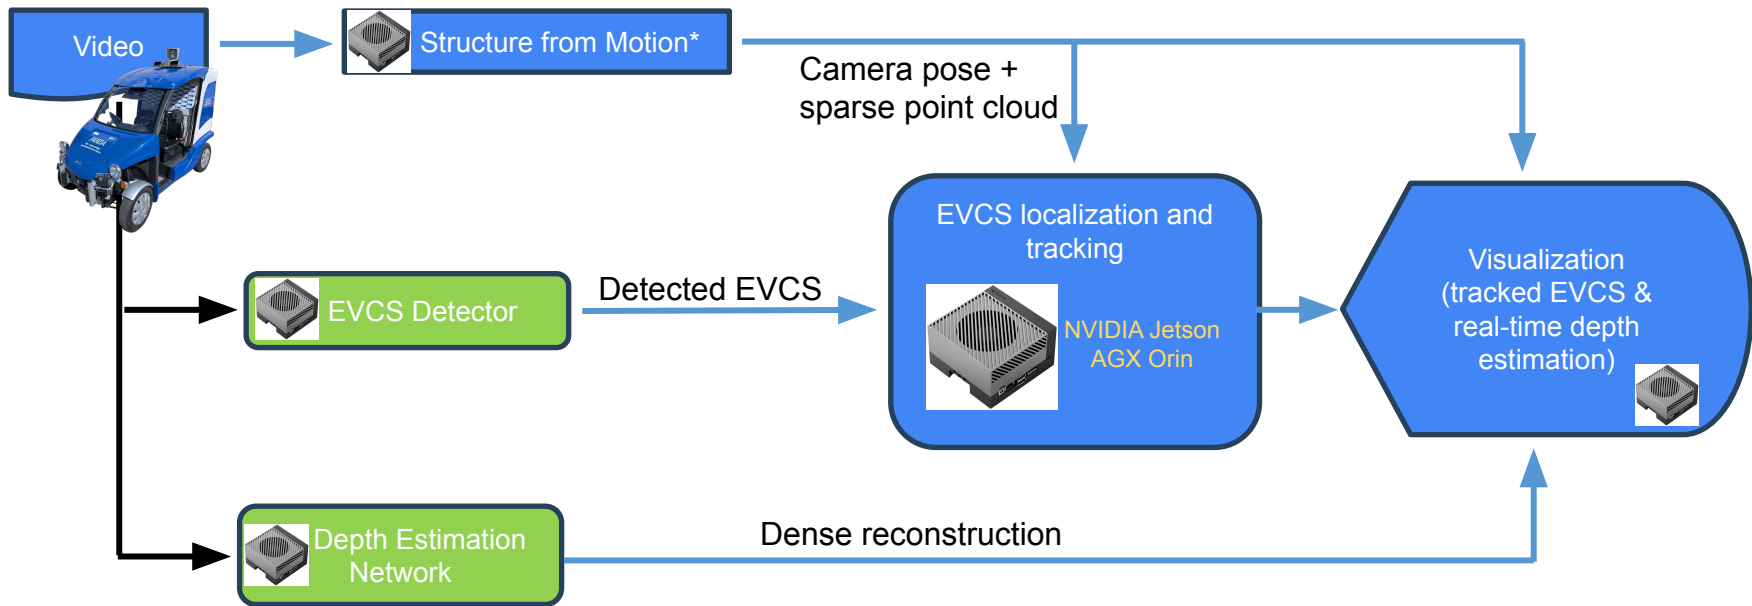 Video
Structure from Motion*
Camera pose +
sparse point cloud
EVCS localization and
tracking
NVIDIA Jetson
AGX Orin
EVCS Detector
Detected EVCS
Visualization
(tracked EVCS &
real-time depth
estimation)
Depth Estimation
Network
Dense reconstruction